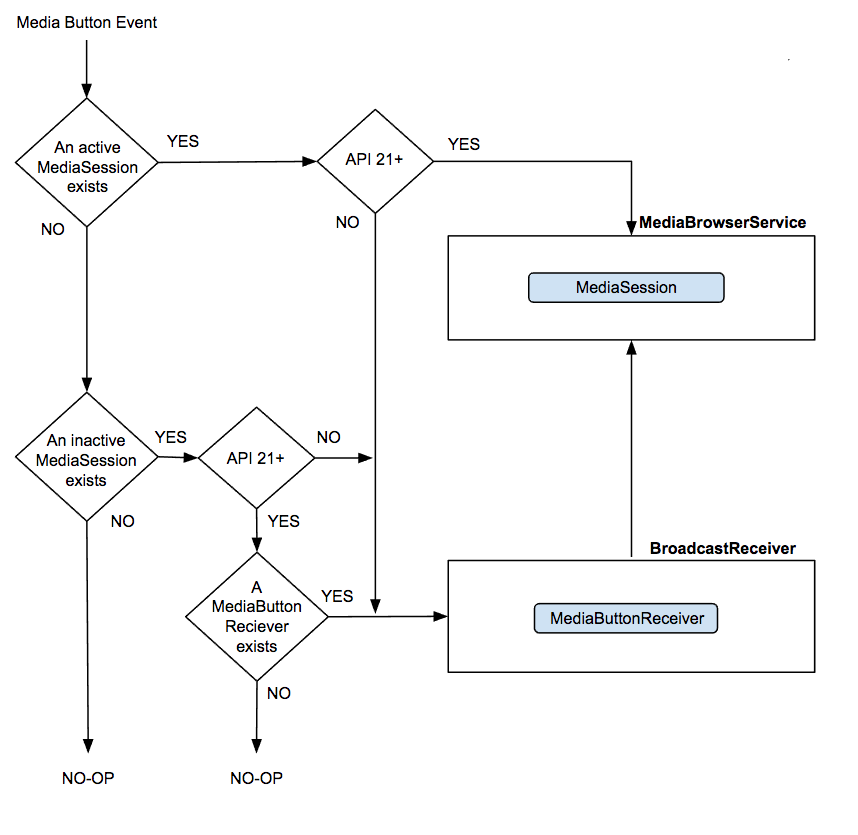 Media Button Event
An active
MediaSession
exists
YES
API 21+
YES
NO
NO
MediaBrowserService
MediaSession
An inactive
MediaSession
exists
YES
API 21+
NO
NO
YES
BroadcastReceiver
A
MediaButton
Reciever
exists
YES
MediaButtonReceiver
NO
NO-OP
NO-OP